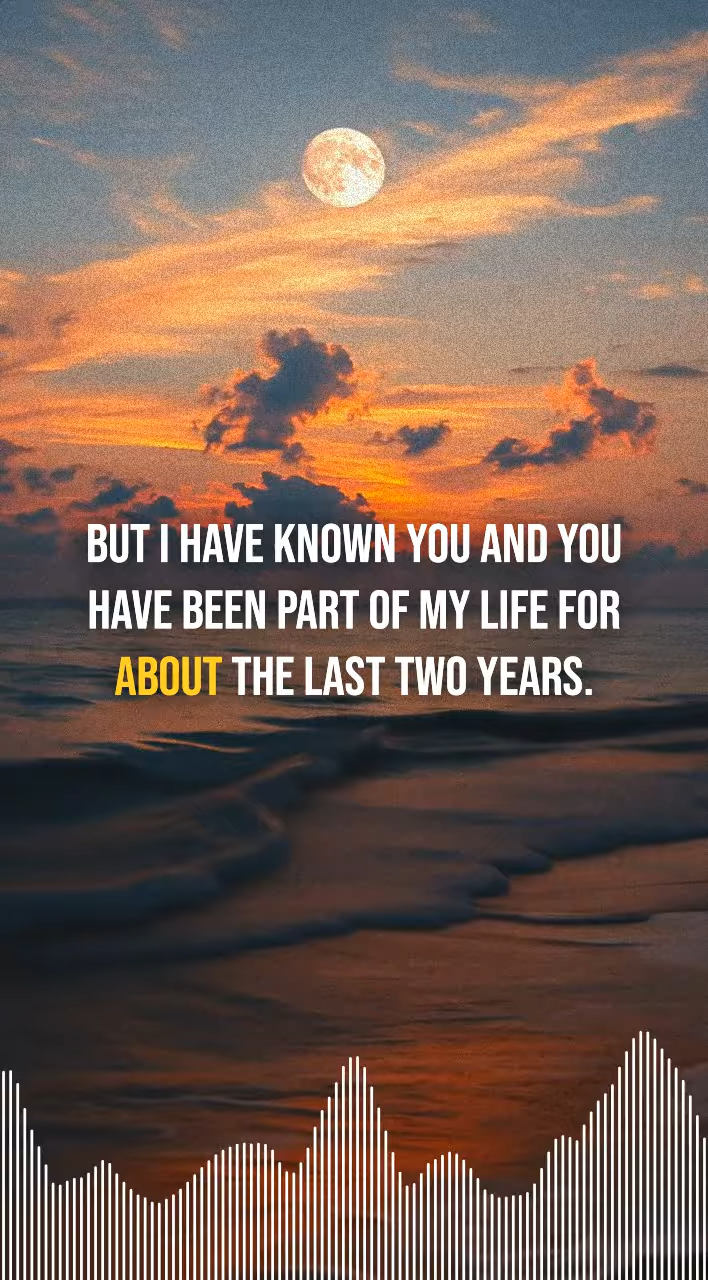 BUT I HAVE KNOWN YOU AND YOU
HAVE BEEN PART OF MY LIFE FOR
ABOUT THE LAST TWO YEARS.